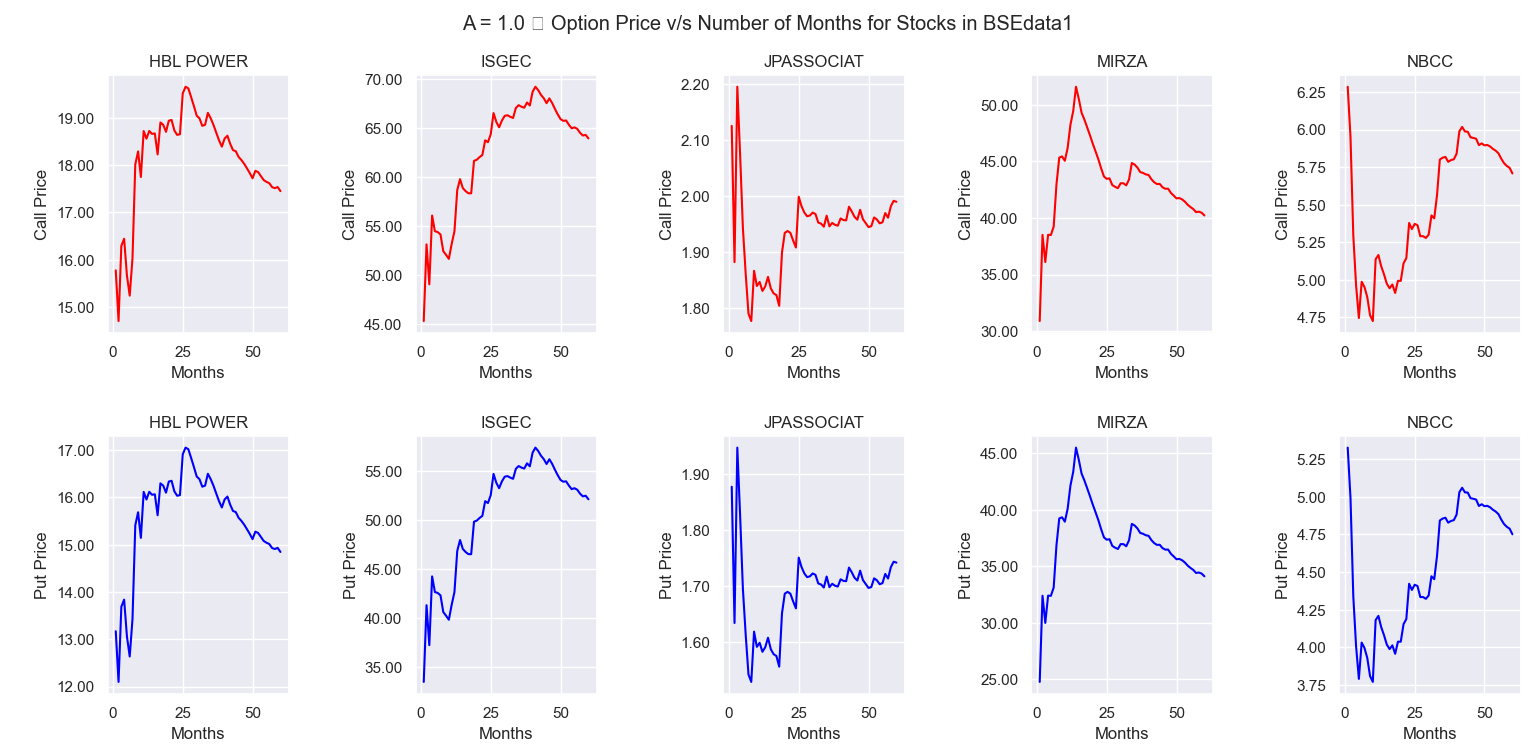 A = 1.0 ▯ Option Price v/s Number of Months for Stocks in BSEdata1
HBL POWER
ISGEC
JPASSOCIAT
MIRZA
NBCC
Call Price
19.00
18.00
17.00
16.00
15.00
0 25 50
Months
Call Price
70.00
65.00
60.00
55.00
50.00
45.00
0 25 50
Months
Call Price
2.20
2.10
2.00
1.90
1.80
0 25 50
Months
Call Price
50.00
45.00
40.00
35.00
30.00
0 25 50
Months
Call Price
6.25
6.00
5.75
5.50
5.25
5.00
4.75
0 25 50
Months
HBL POWER
ISGEC
JPASSOCIAT
MIRZA
NBCC
Put Price
17.00
16.00
15.00
14.00
13.00
12.00
0 25 50
Months
Put Price
55.00
50.00
45.00
40.00
35.00
0 25 50
Months
Put Price
1.90
1.80
1.70
1.60
0 25 50
Months
Put Price
45.00
40.00
35.00
30.00
25.00
0 25 50
Months
Put Price
5.25
5.00
4.75
4.50
4.25
4.00
3.75
0 25 50
Months